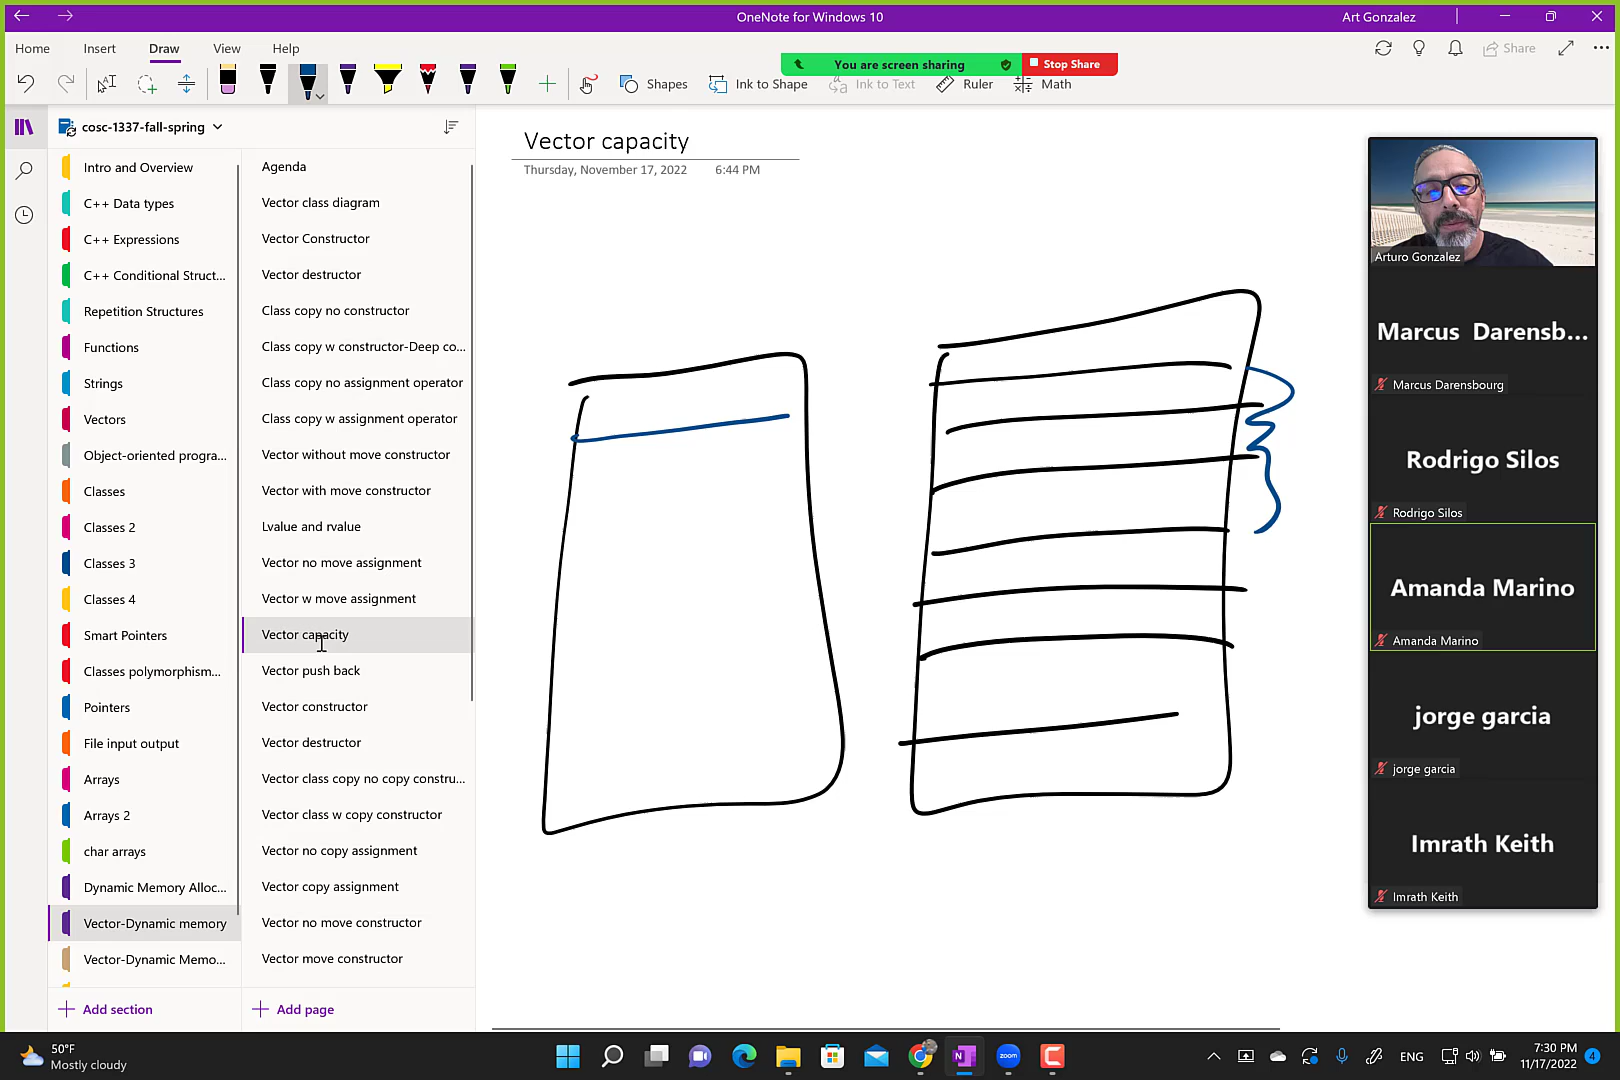 OneNote for Windows 10
Art Gonzalez
Home
Insert
Draw
View
Help
Share
You are screen sharing
Stop Share
Shapes
Ink to Shape
Ink to Text
Ruler
Math
cosc-1337-fall-spring
Intro and Overview
C++ Data types
C++ Expressions
C++ Conditional Struct...
Repetition Structures
Functions
Strings
Vectors
Object-oriented progra...
Classes
Classes 2
Classes 3
Classes 4
Smart Pointers
Classes polymorphism...
Pointers
File input output
Arrays
Arrays 2
char arrays
Dynamic Memory Alloc...
Vector-Dynamic memory
Vector-Dynamic Memo...
Add section
Agenda
Vector class diagram
Vector Constructor
Vector destructor
Class copy no constructor
Class copy w constructor-Deep co...
Class copy no assignment operator
Class copy w assignment operator
Vector without move constructor
Vector with move constructor
Lvalue and rvalue
Vector no move assignment
Vector w move assignment
Vector capacity
Vector push back
Vector constructor
Vector destructor
Vector class copy no copy constru...
Vector class w copy constructor
Vector no copy assignment
Vector copy assignment
Vector no move constructor
Vector move constructor
Add page
Vector capacity
Thursday, November 17, 2022 6:44 PM
Arturo Gonzalez
Marcus Darensb...
Marcus Darensbourg
Rodrigo Silos
Rodrigo Silos
Amanda Marino
Amanda Marino
jorge garcia
jorge garcia
Imrath Keith
Imrath Keith
50°F
Mostly cloudy
N
zoom
C
ENG
7:30 PM
11/17/2022
4